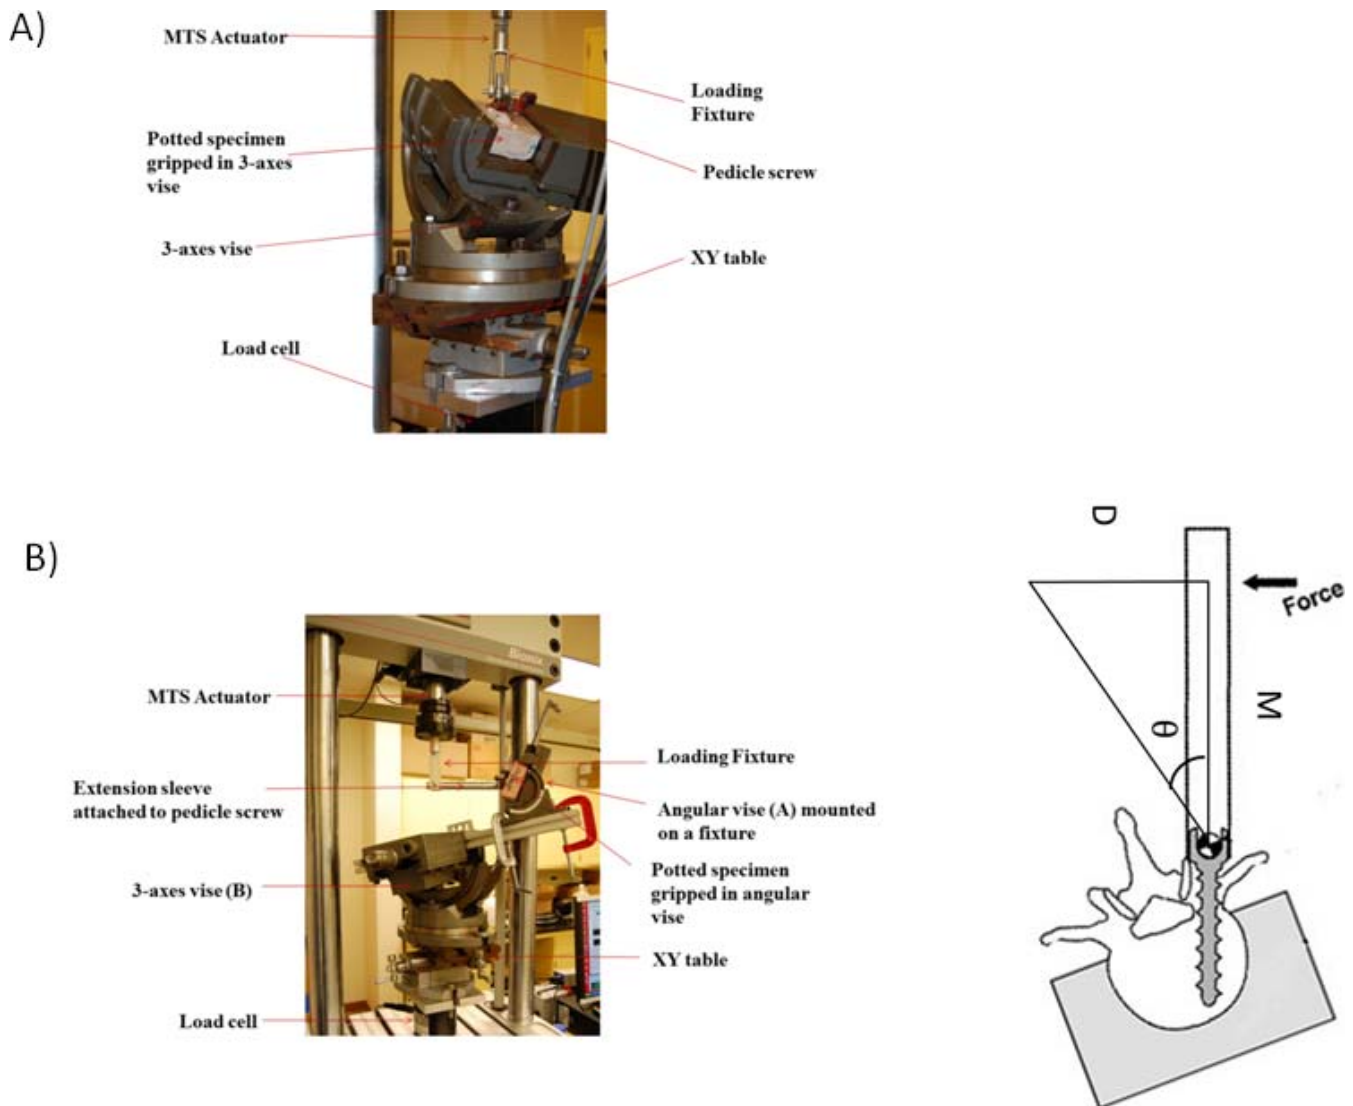 A)
MTS Actuator
Loading
Fixture
Potted specimen
gripped in 3-axes
vise
Pedicle screw
3-axes vise
XY table
Load cell
B)
D
Force
Bionix
MTS Actuator
M
θ
Loading Fixture
Extension sleeve
attached to pedicle screw
Angular vise (A) mounted
on a fixture
3-axes vise (B)
Potted specimen
gripped in angular
vise
XY table
Load cell